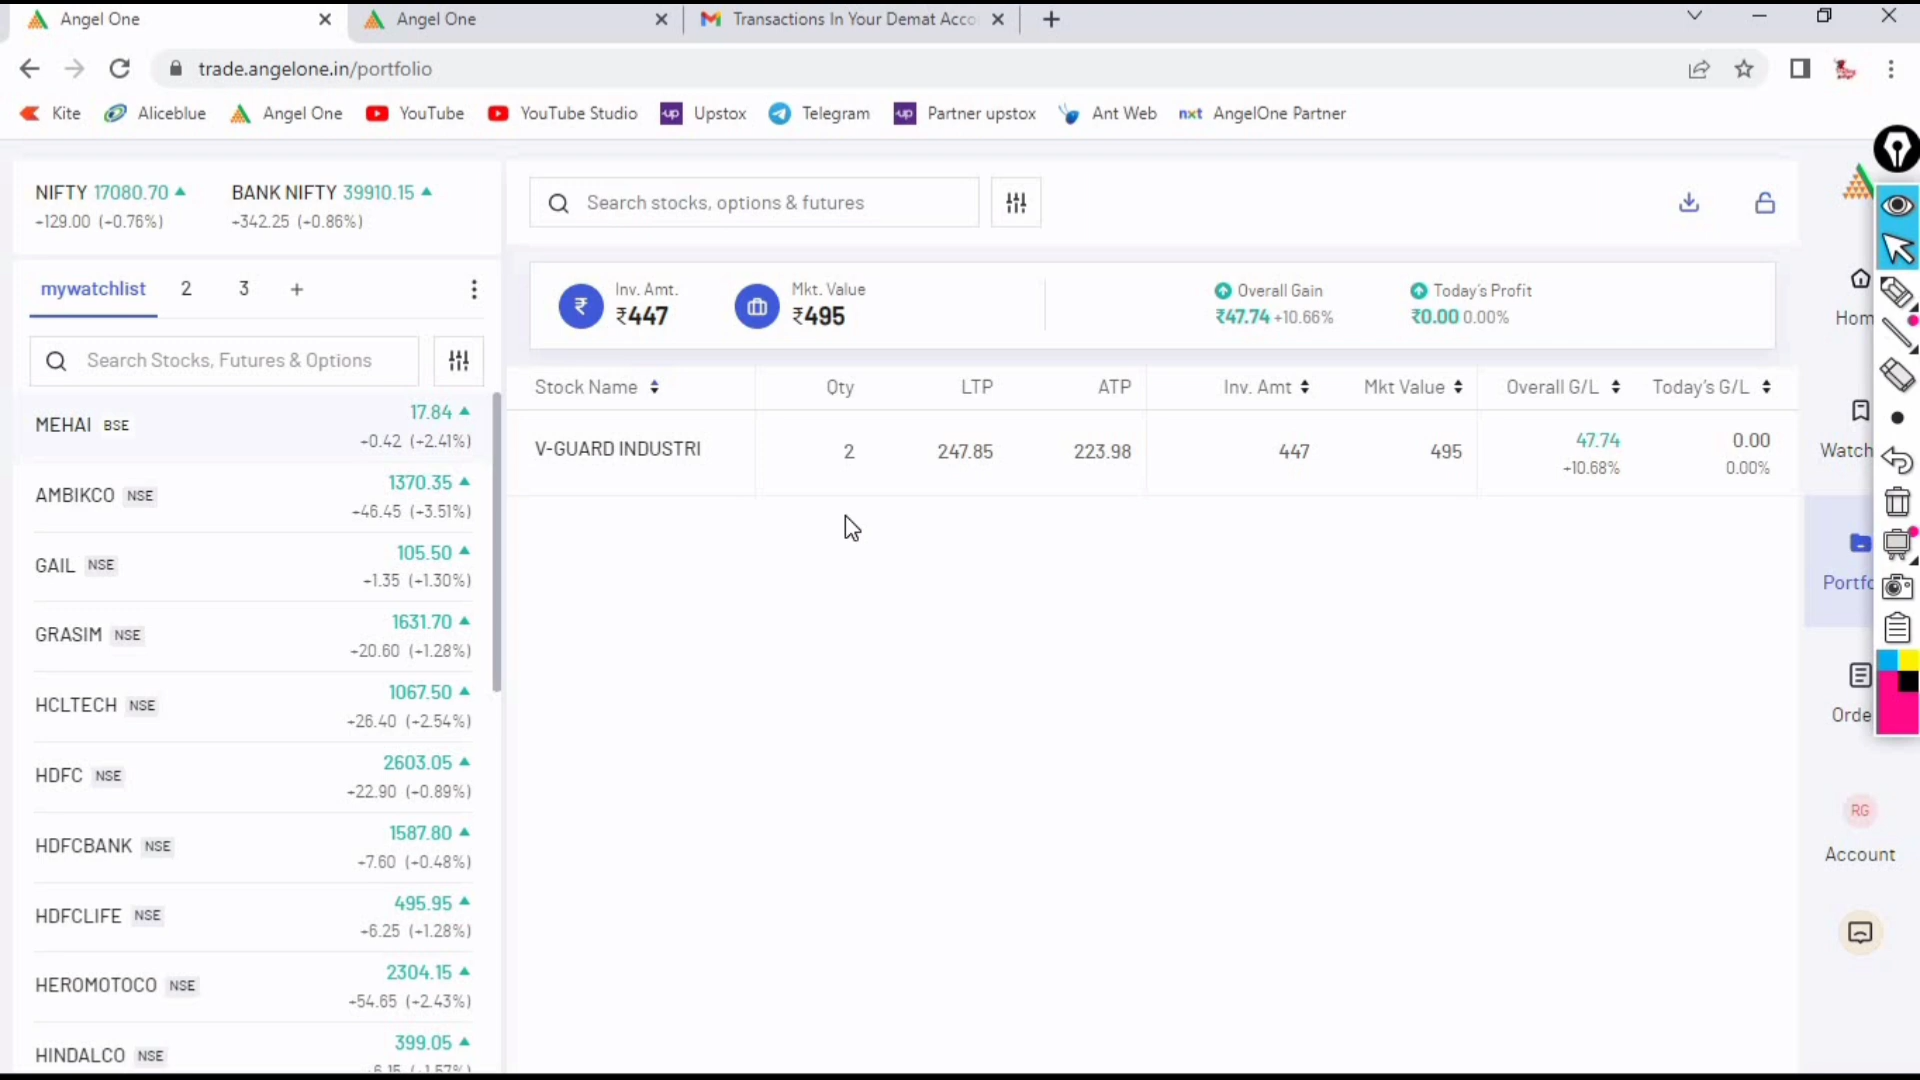 Angel One
Angel One
Transactions In Your Demat Acco
trade.angelone.in/portfolio
Kite
Aliceblue
Angel One
YouTube
YouTube Studio
up
Upstox
Telegram
up
Partner upstox
Ant Web
nxt
AngelOne Partner
NIFTY 17080.70
+129.00 (+0.76%)
BANK NIFTY 39910.15
+342.25 (+0.86%)
mywatchlist
2
3
+
Search Stocks, Futures & Options
MEHAI BSE
17.84
+0.42 (+2.41%)
AMBIKCO NSE
1370.35
+46.45 (+3.51%)
GAIL NSE
105.50
+1.35 (+1.30%)
GRASIM NSE
1631.70
+20.60 (+1.28%)
HCLTECH NSE
1067.50
+26.40 (+2.54%)
HDFC NSE
2603.05
+22.90 (+0.89%)
HDFCBANK NSE
1587.80
+7.60 (+0.48%)
HDFCLIFE NSE
495.95
+6.25 (+1.28%)
HEROMOTOCO NSE
2304.15
+54.65 (+2.43%)
HINDALCO NSE
399.05
Search stocks, options & futures
Inv. Amt.
₹447
Mkt. Value
₹495
Overall Gain
₹47.74 +10.66%
Today's Profit
₹0.00 0.00%
Stock Name Qty LTP ATP Inv. Amt Mkt Value Overall G/L Today's G/L
V-GUARD INDUSTRI 2 247.85 223.98 447 495 47.74 0.00
+10.68% 0.00%
Hom
Watch
Portfo
Orde
RG
Account